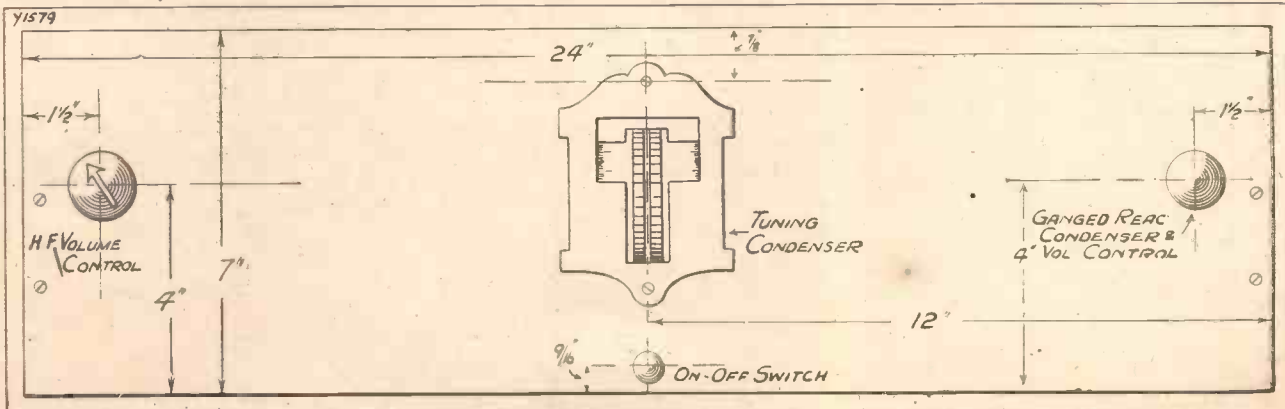 Y1579
24"
7/8"
1½"
1½"
H F VOLUME
CONTROL
4"
7"
TUNING
CONDENSER
GANGED REAC
CONDENSER &
4" VOL CONTROL
12"
9/16"
ON-OFF SWITCH